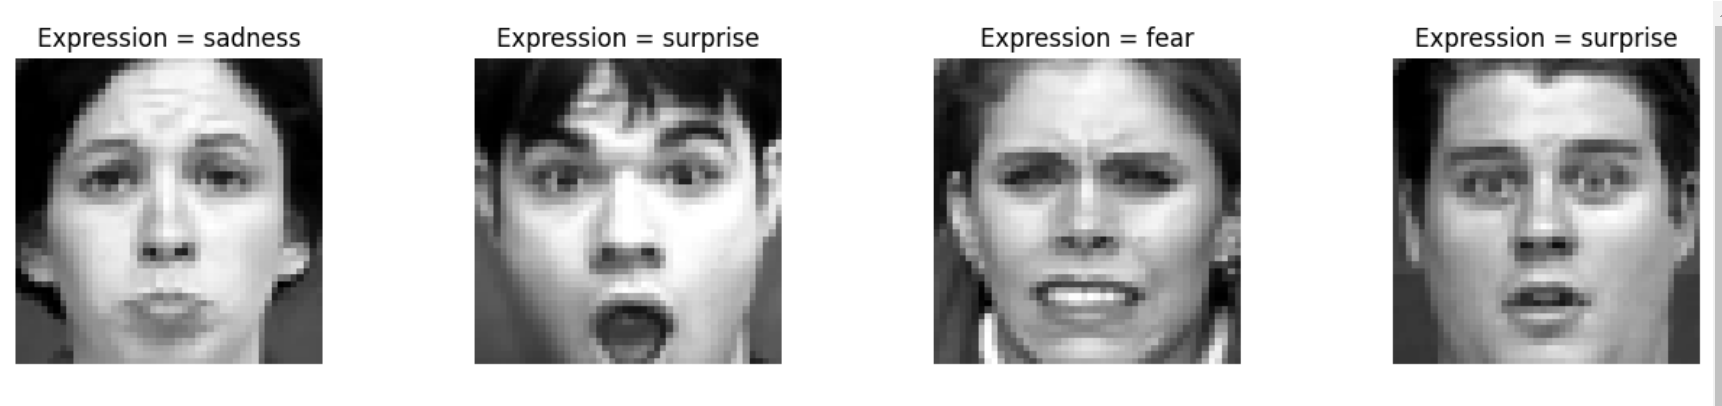 Expression = sadness
Expression = surprise
Expression = fear
Expression = surprise